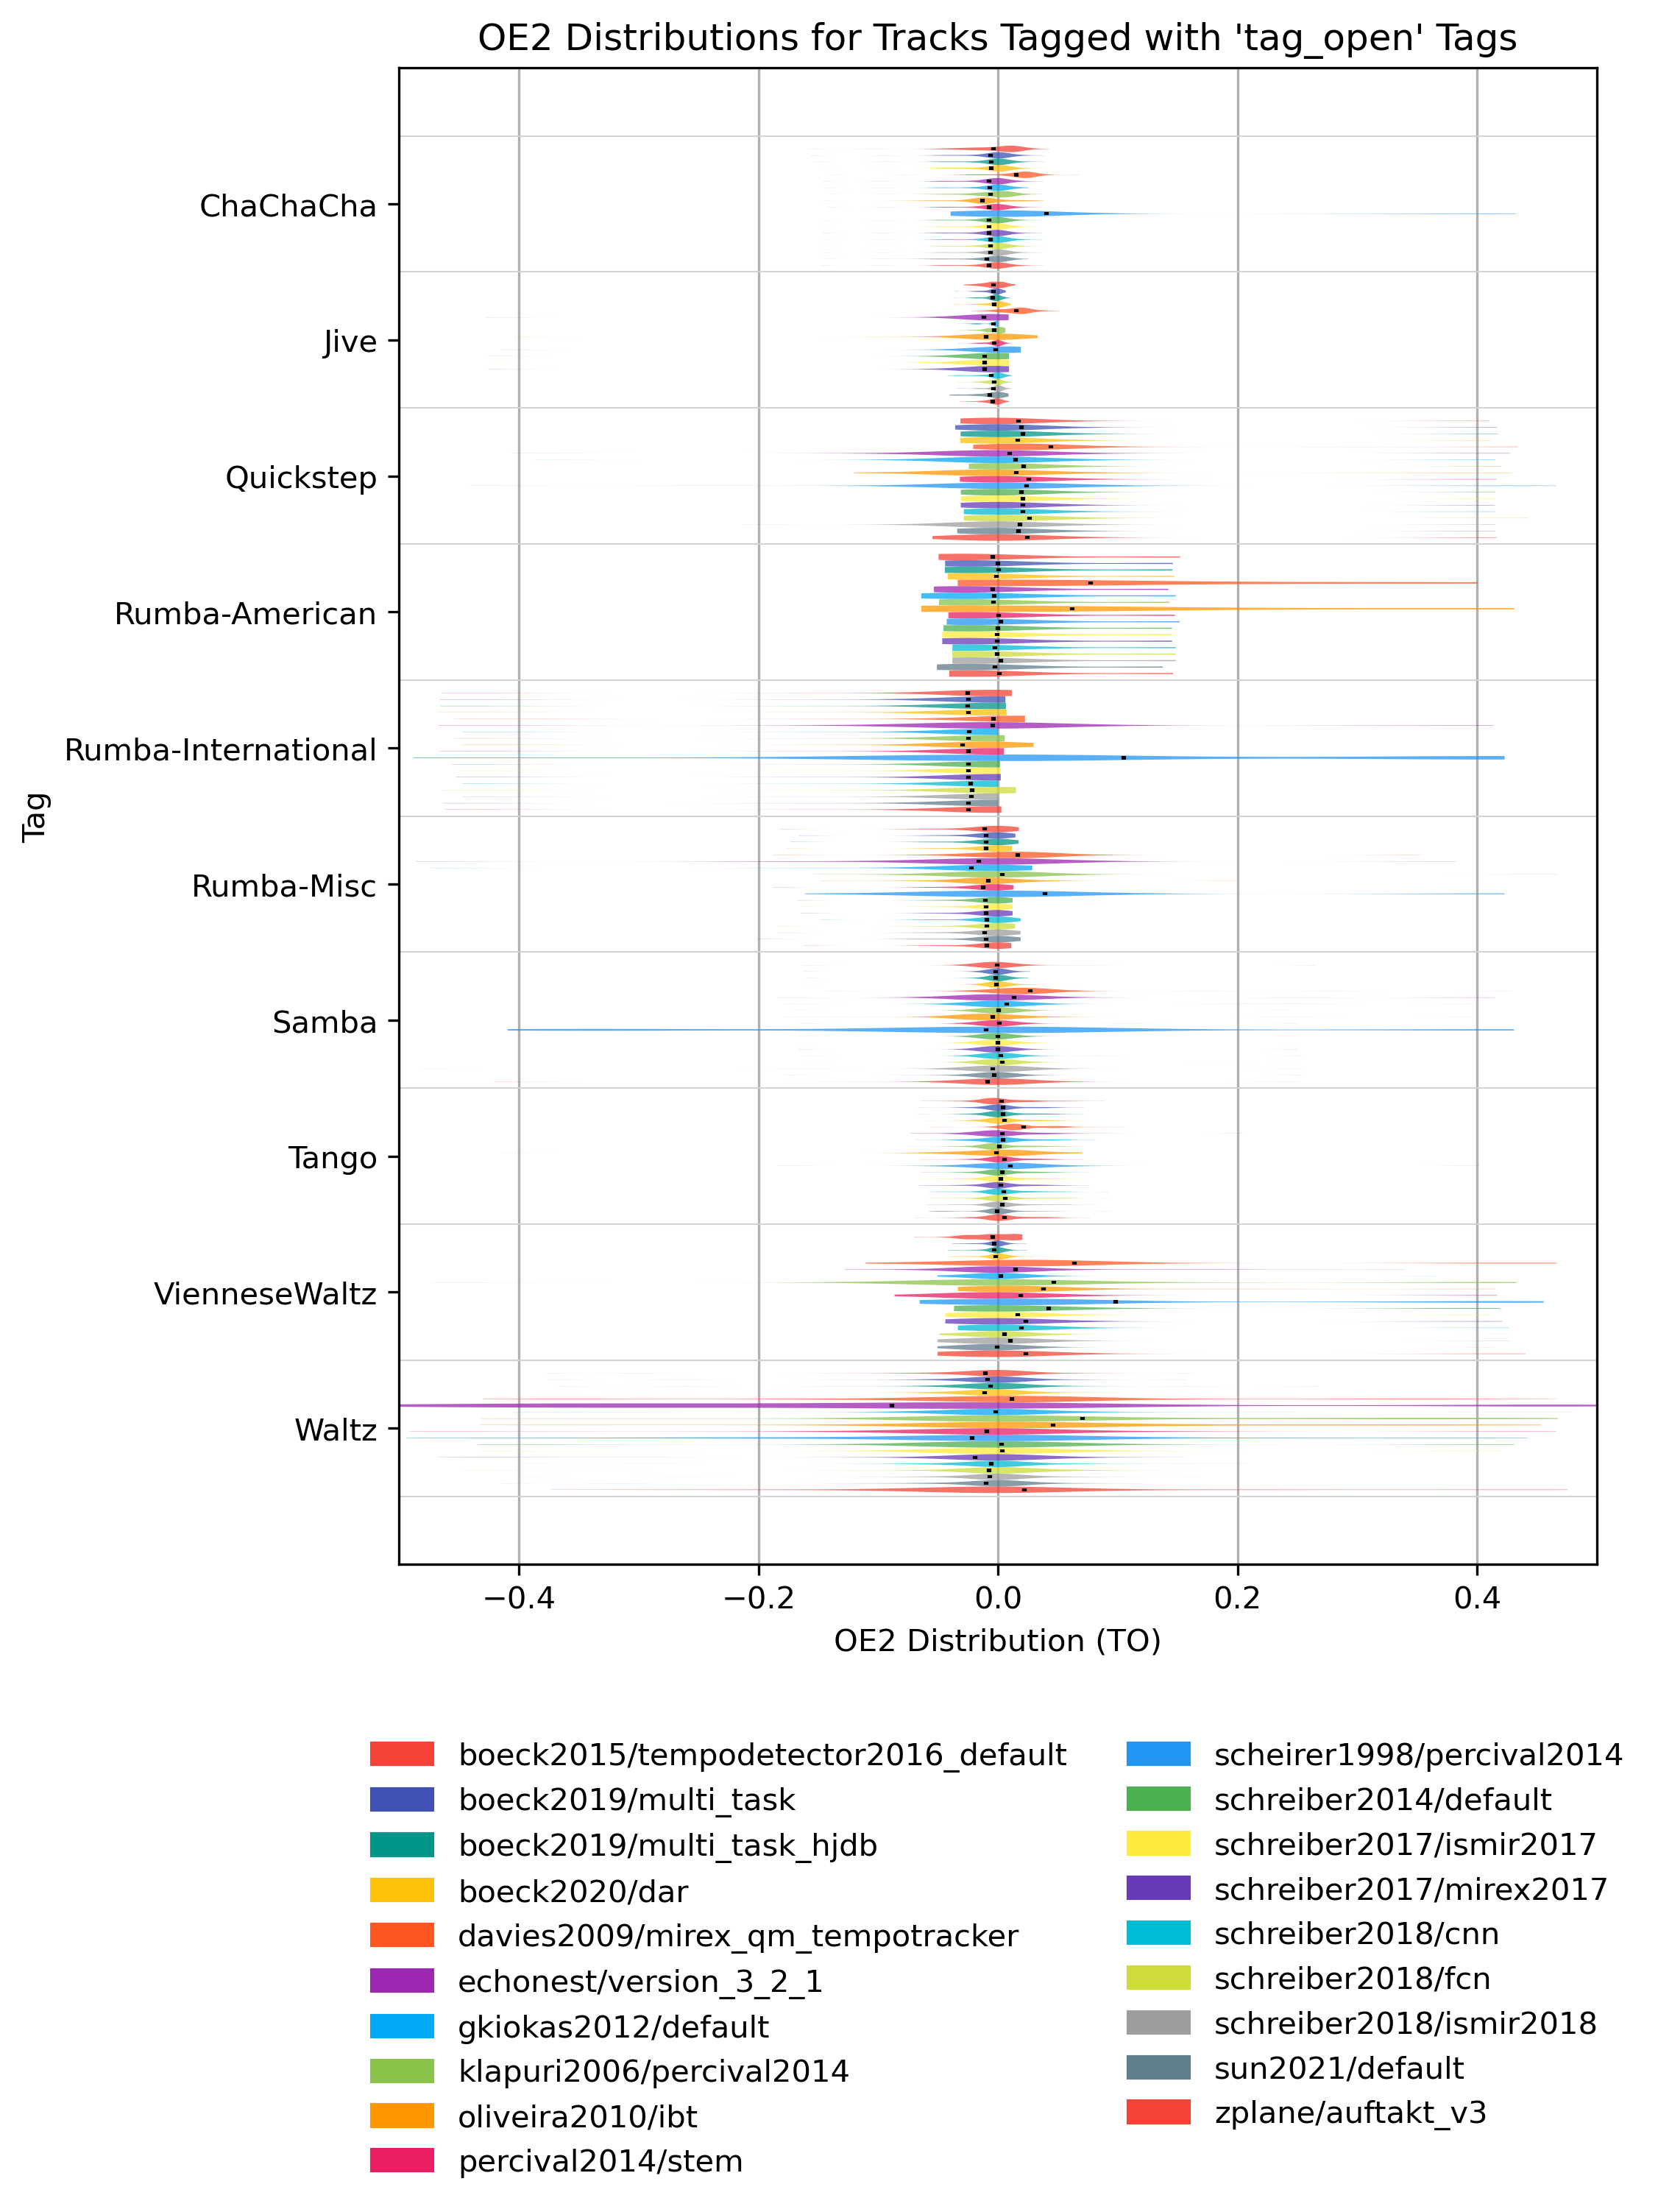 OE2 Distributions for Tracks Tagged with 'tag_open' Tags
ChaChaCha
Jive
Quickstep
Rumba-American
Rumba-International
Tag
Rumba-Misc
Samba
Tango
VienneseWaltz
Waltz
−0.4
−0.2
0.0
0.2
0.4
OE2 Distribution (TO)
boeck2015/tempodetector2016_default
boeck2019/multi_task
boeck2019/multi_task_hjdb
boeck2020/dar
davies2009/mirex_qm_tempotracker
echonest/version_3_2_1
gkiokas2012/default
klapuri2006/percival2014
oliveira2010/ibt
percival2014/stem
scheirer1998/percival2014
schreiber2014/default
schreiber2017/ismir2017
schreiber2017/mirex2017
schreiber2018/cnn
schreiber2018/fcn
schreiber2018/ismir2018
sun2021/default
zplane/auftakt_v3